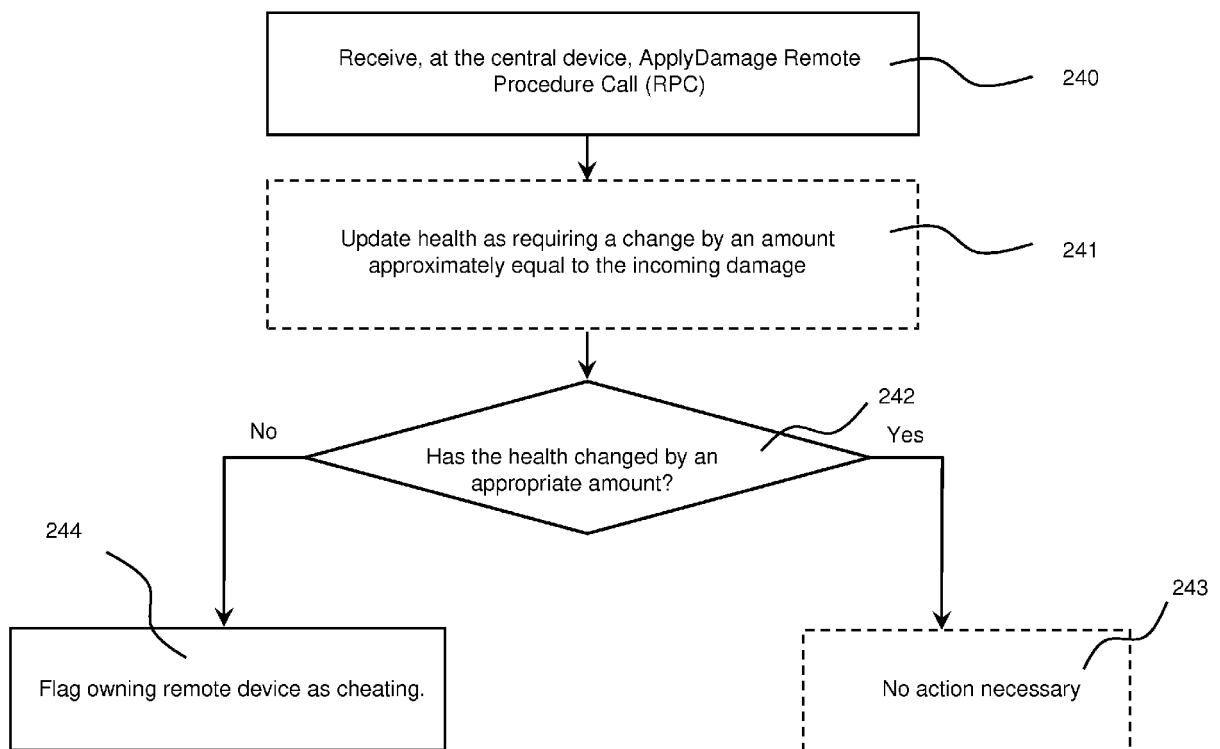 Receive, at the central device, ApplyDamage Remote
Procedure Call (RPC)
240
Update health as requiring a change by an amount
approximately equal to the incoming damage
241
242
No
Yes
Has the health changed by an
appropriate amount?
244
243
Flag owning remote device as cheating.
No action necessary